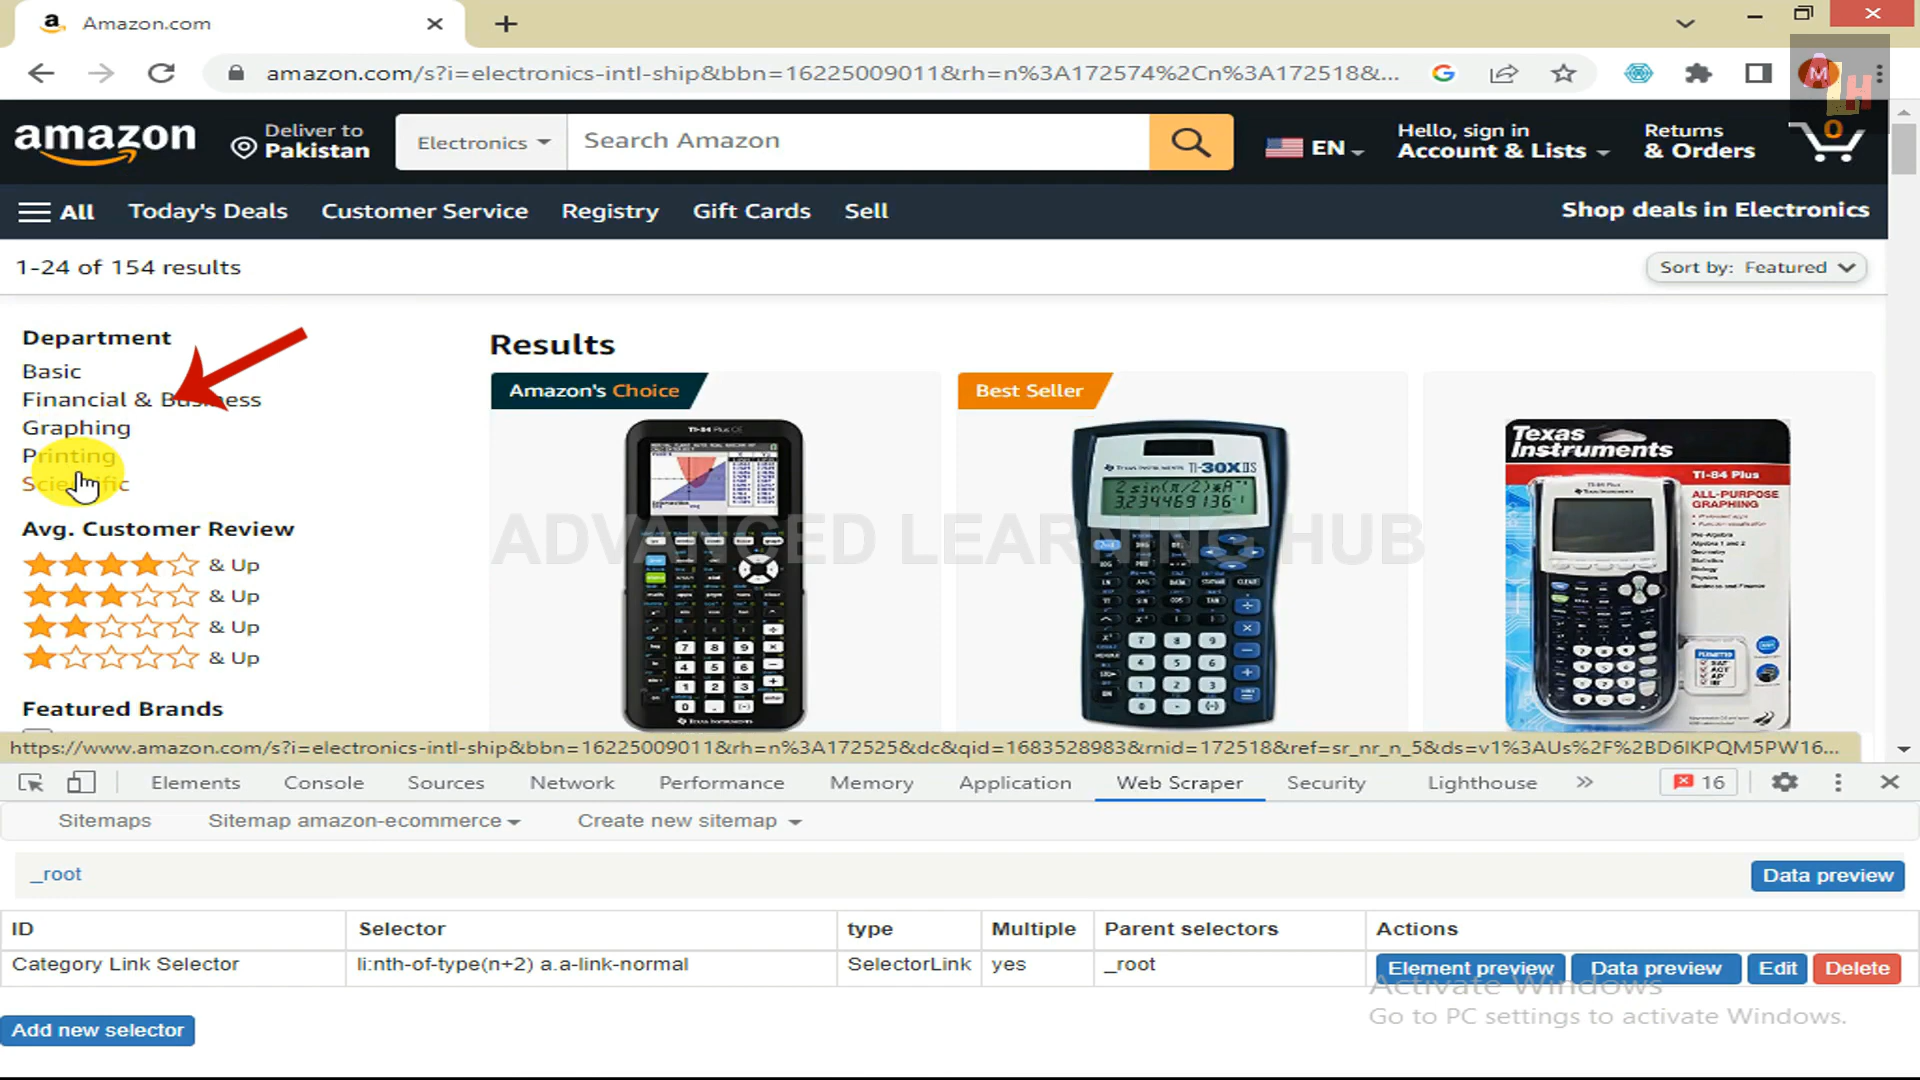 Amazon.com
amazon.com/s?i=electronics-intl-ship&bbn=16225009011&rh=n%3A172574%2Cn%3A172518&...
M
ALH
amazon
Deliver to
Pakistan
Electronics
Search Amazon
EN
Hello, sign in
Account & Lists
Returns
& Orders
0
All
Today's Deals
Customer Service
Registry
Gift Cards
Sell
Shop deals in Electronics
1-24 of 154 results
Sort by: Featured
Department
Basic
Financial & Business
Graphing
Printing
Scientific
Avg. Customer Review
& Up
& Up
& Up
& Up
Featured Brands
Results
Amazon's Choice
Best Seller
TI-84 Plus CE
TI-30X IIS
Texas
Instruments
TI-84 Plus
ALL-PURPOSE
GRAPHING
ADVANCED LEARNING HUB
https://www.amazon.com/s?i=electronics-intl-ship&bbn=16225009011&rh=n%3A172525&dc&qid=1683528983&rnid=172518&ref=sr_nr_n_5&ds=v1%3AUs%2F%2BD6IKPQM5PW16...
Elements
Console
Sources
Network
Performance
Memory
Application
Web Scraper
Security
Lighthouse
16
Sitemaps
Sitemap amazon-ecommerce
Create new sitemap
_root
Data preview
ID
Selector
type
Multiple
Parent selectors
Actions
Category Link Selector
li:nth-of-type(n+2) a.a-link-normal
SelectorLink
yes
_root
Element preview
Data preview
Edit
Delete
Activate Windows
Go to PC settings to activate Windows.
Add new selector